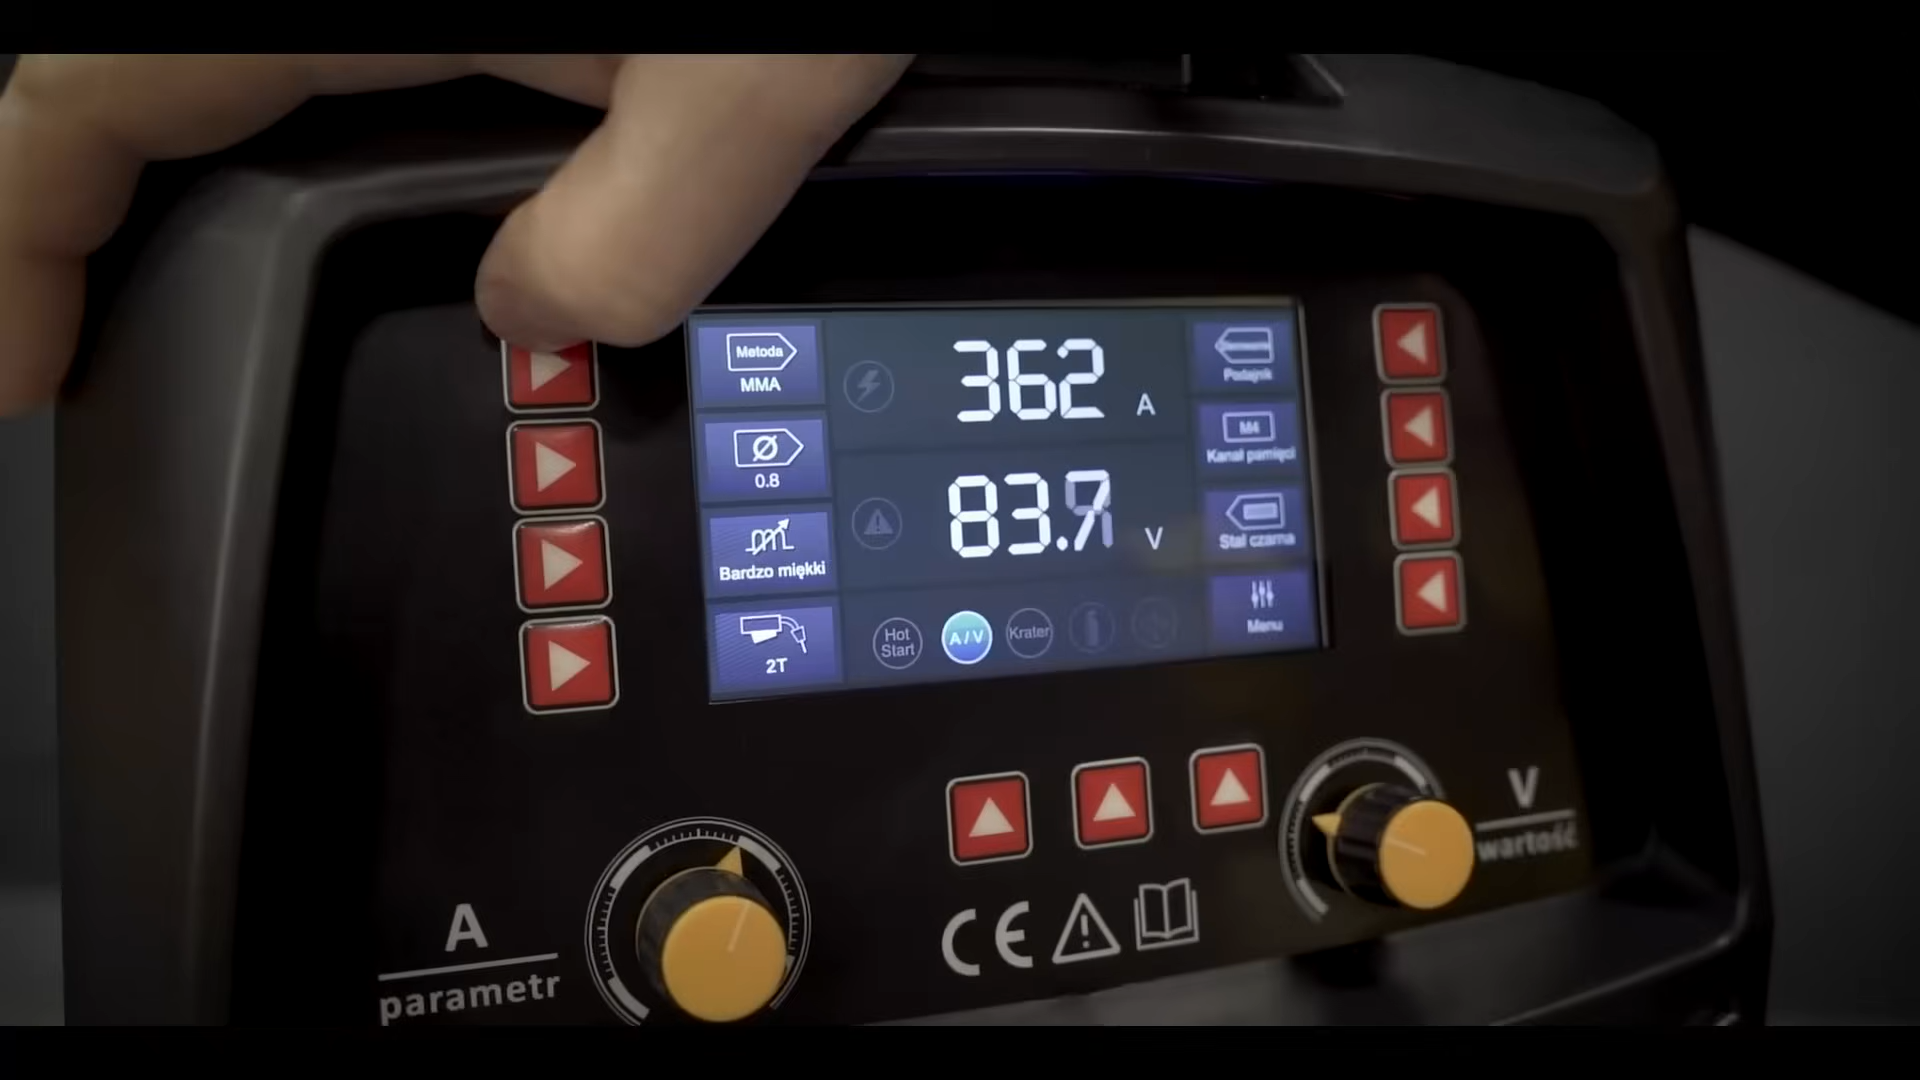 Metoda
MMA
Ø
0.8
Bardzo miękki
2T
362
A
83.7
V
Hot
Start
A/V
Krater
Podajnik
M4
Kanał pamięci
Stal czarna
Menu
A
parametr
CE
V
wartość